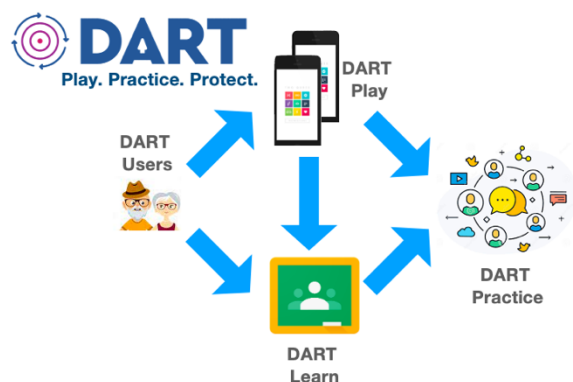 DART
Play. Practice. Protect.
DART
Play
DART
Users
DART
Practice
DART
Learn